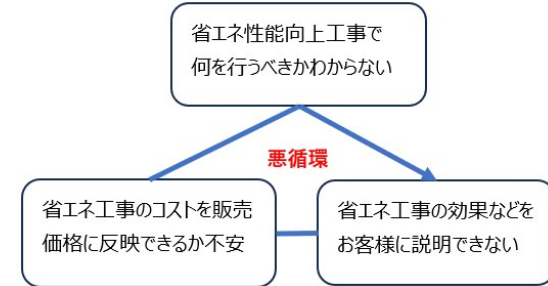 省エネ性能向上工事で
何を行うべきかわからない
悪循環
省エネ工事のコストを販売
価格に反映できるか不安
省エネ工事の効果などを
お客様に説明できない